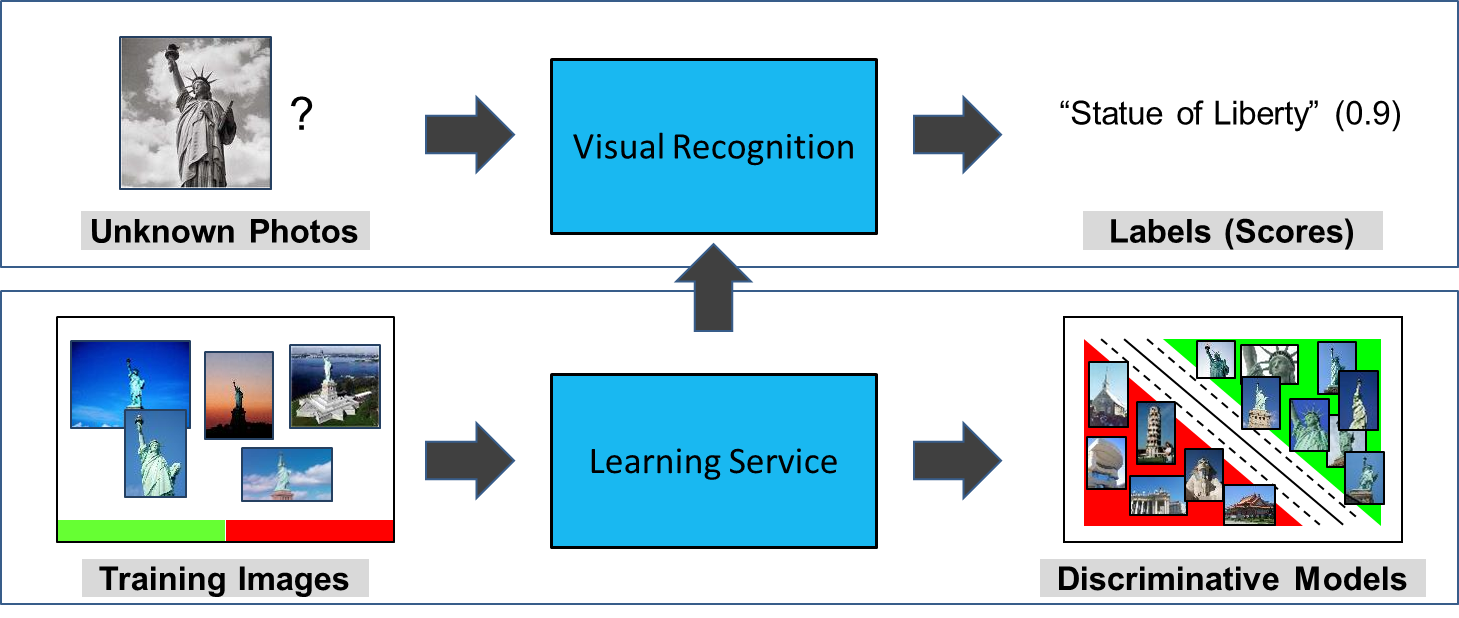 ?
Visual Recognition
“Statue of Liberty” (0.9)
Unknown Photos
Labels (Scores)
Learning Service
Training Images
Discriminative Models